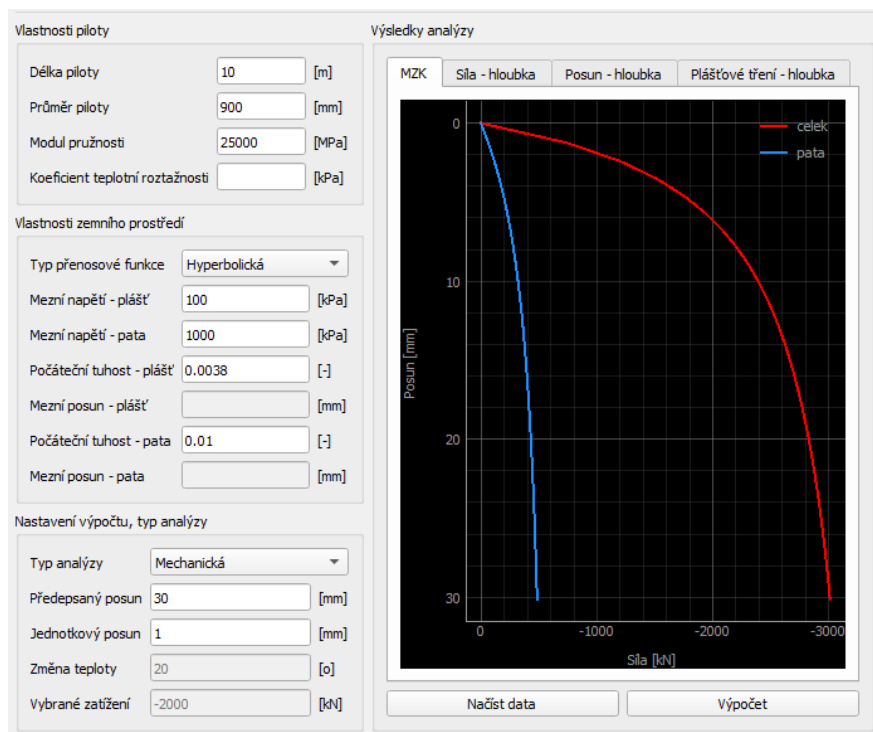 Vlastnosti piloty
Délka piloty 10 [m]
Průměr piloty 900 [mm]
Modul pružnosti 25000 [MPa]
Koeficient teplotní roztažnosti [kPa]
Vlastnosti zemního prostředí
Typ přenosové funkce Hyperbolická
Mezní napětí - plášť 100 [kPa]
Mezní napětí - pata 1000 [kPa]
Počáteční tuhost - plášť 0.0038 [-]
Mezní posun - plášť [mm]
Počáteční tuhost - pata 0.01 [-]
Mezní posun - pata [mm]
Nastavení výpočtu, typ analýzy
Typ analýzy Mechanická
Předepsaný posun 30 [mm]
Jednotkový posun 1 [mm]
Změna teploty 20 [o]
Vybrané zatížení -2000 [kN]
Výsledky analýzy
MZK Síla - hloubka Posun - hloubka Plášťové tření - hloubka
celek
pata
0
10
20
30
Posun [mm]
0 -1000 -2000 -3000
Síla [kN]
Načíst data Výpočet